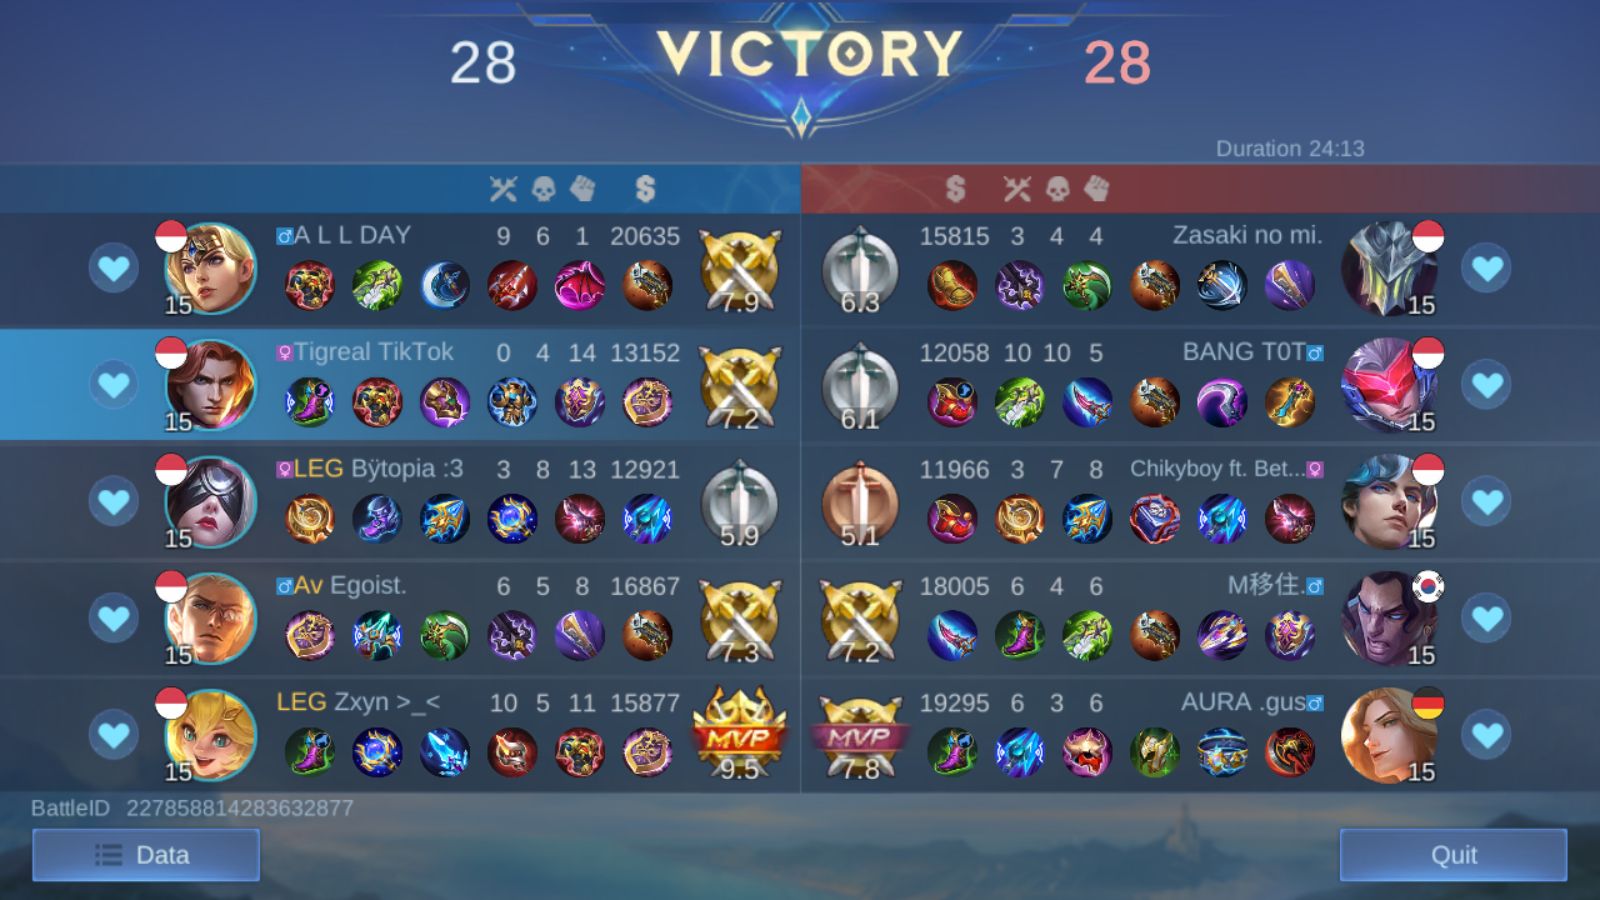 28 VICTORY 28
Duration 24:13
A L L DAY 9 6 1 20635 7.9 15
6.3 15815 3 4 4 Zasaki no mi. 15
Tigreal TikTok 0 4 14 13152 7.2 15
6.1 12058 10 10 5 BANG T0T 15
LEG Bÿtopia :3 3 8 13 12921 5.9 15
5.1 11966 3 7 8 Chikyboy ft. Bet... 15
Av Egoist. 6 5 8 16867 7.3 15
7.2 18005 6 4 6 M移住. 15
LEG Zxyn >_< 10 5 11 15877 MVP 9.5 15
MVP 7.8 19295 6 3 6 AURA .gus 15
BattleID 227858814283632877
Data
Quit